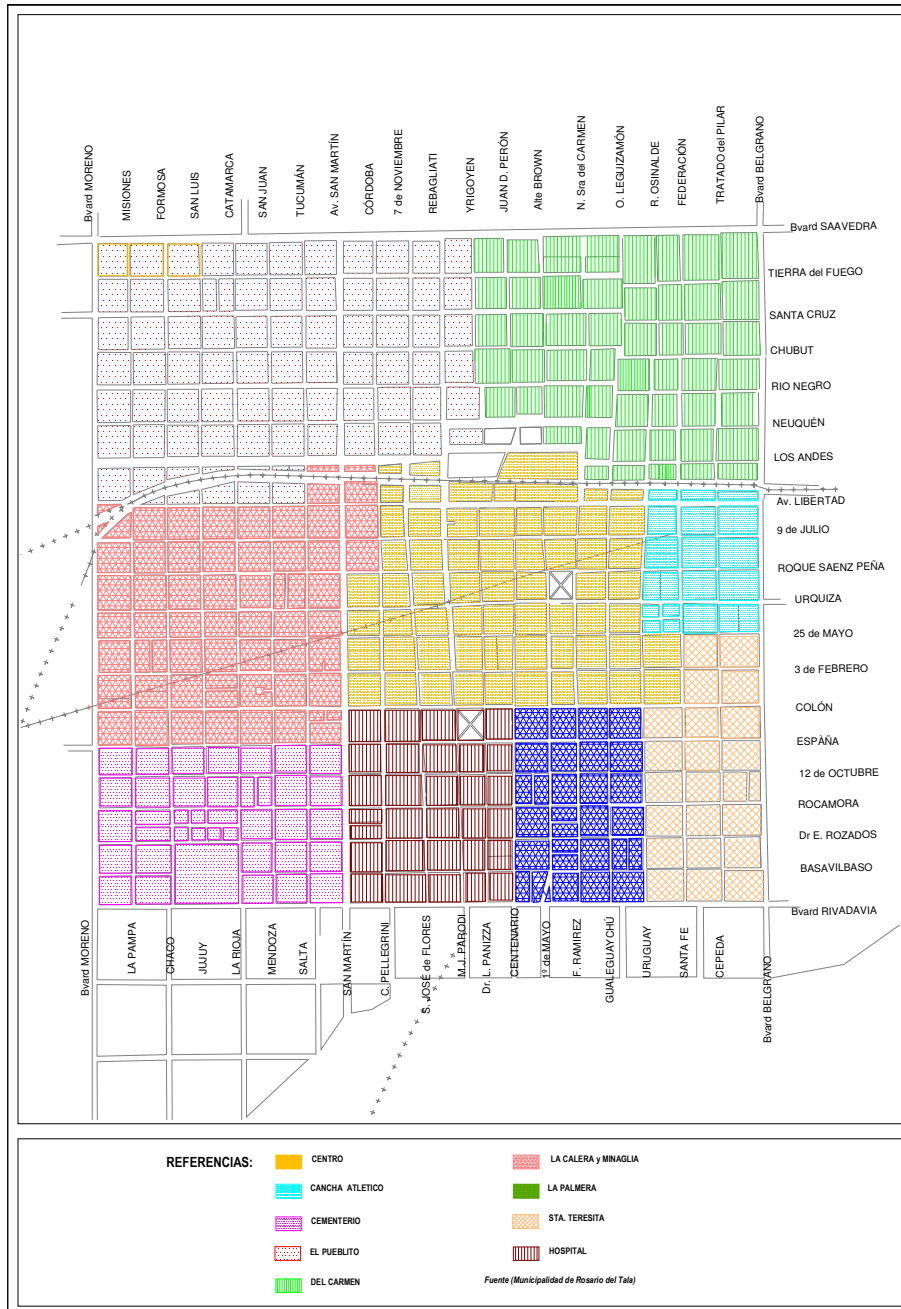 Bvard MORENO
MISIONES
FORMOSA
SAN LUIS
CATAMARCA
SAN JUAN
TUCUMÁN
Av. SAN MARTÍN
CÓRDOBA
7 de NOVIEMBRE
REBAGLIATI
YRIGOYEN
JUAN D. PERÓN
Alte BROWN
N. Sra del CARMEN
O. LEGUIZAMÓN
R. OSINALDE
FEDERACIÓN
TRATADO del PILAR
Bvard BELGRANO
Bvard SAAVEDRA
TIERRA del FUEGO
SANTA CRUZ
CHUBUT
RIO NEGRO
NEUQUÉN
LOS ANDES
Av. LIBERTAD
9 de JULIO
ROQUE SAENZ PEÑA
URQUIZA
25 de MAYO
3 de FEBRERO
COLÓN
ESPÀÑA
12 de OCTUBRE
ROCAMORA
Dr E. ROZADOS
BASAVILBASO
Bvard RIVADAVIA
Bvard MORENO
LA PAMPA
CHACO
JUJUY
LA RIOJA
MENDOZA
SALTA
SAN MARTÍN
C. PELLEGRINI
S. JOSÉ de FLORES
M.J. PARODI
Dr. L. PANIZZA
CENTENARIO
1º de MAYO
F. RAMIREZ
GUALEGUAYCHÚ
URUGUAY
SANTA FE
CEPEDA
Bvard BELGRANO
REFERENCIAS:
CENTRO
CANCHA ATLETICO
CEMENTERIO
EL PUEBLITO
DEL CARMEN
LA CALERA y MINAGLIA
LA PALMERA
STA. TERESITA
HOSPITAL
Fuente (Municipalidad de Rosario del Tala)